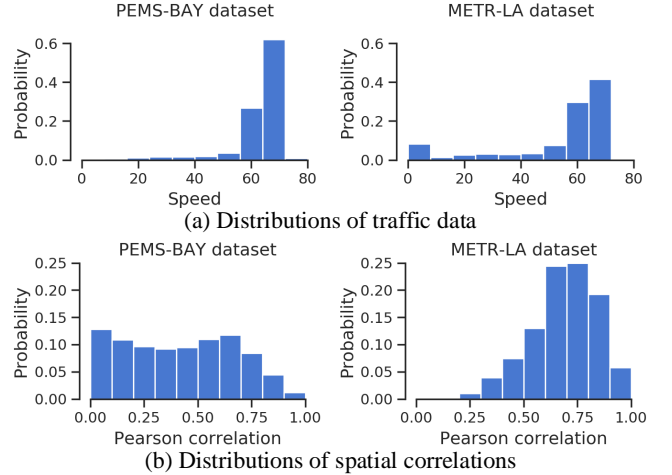 PEMS-BAY dataset
METR-LA dataset
Probability
0.6
0.4
0.2
0.0
0 20 40 60 80
Speed
Probability
0.6
0.4
0.2
0.0
0 20 40 60 80
Speed
(a) Distributions of traffic data
PEMS-BAY dataset
METR-LA dataset
Probability
0.25
0.20
0.15
0.10
0.05
0.00
0.00 0.25 0.50 0.75 1.00
Pearson correlation
Probability
0.25
0.20
0.15
0.10
0.05
0.00
0.00 0.25 0.50 0.75 1.00
Pearson correlation
(b) Distributions of spatial correlations